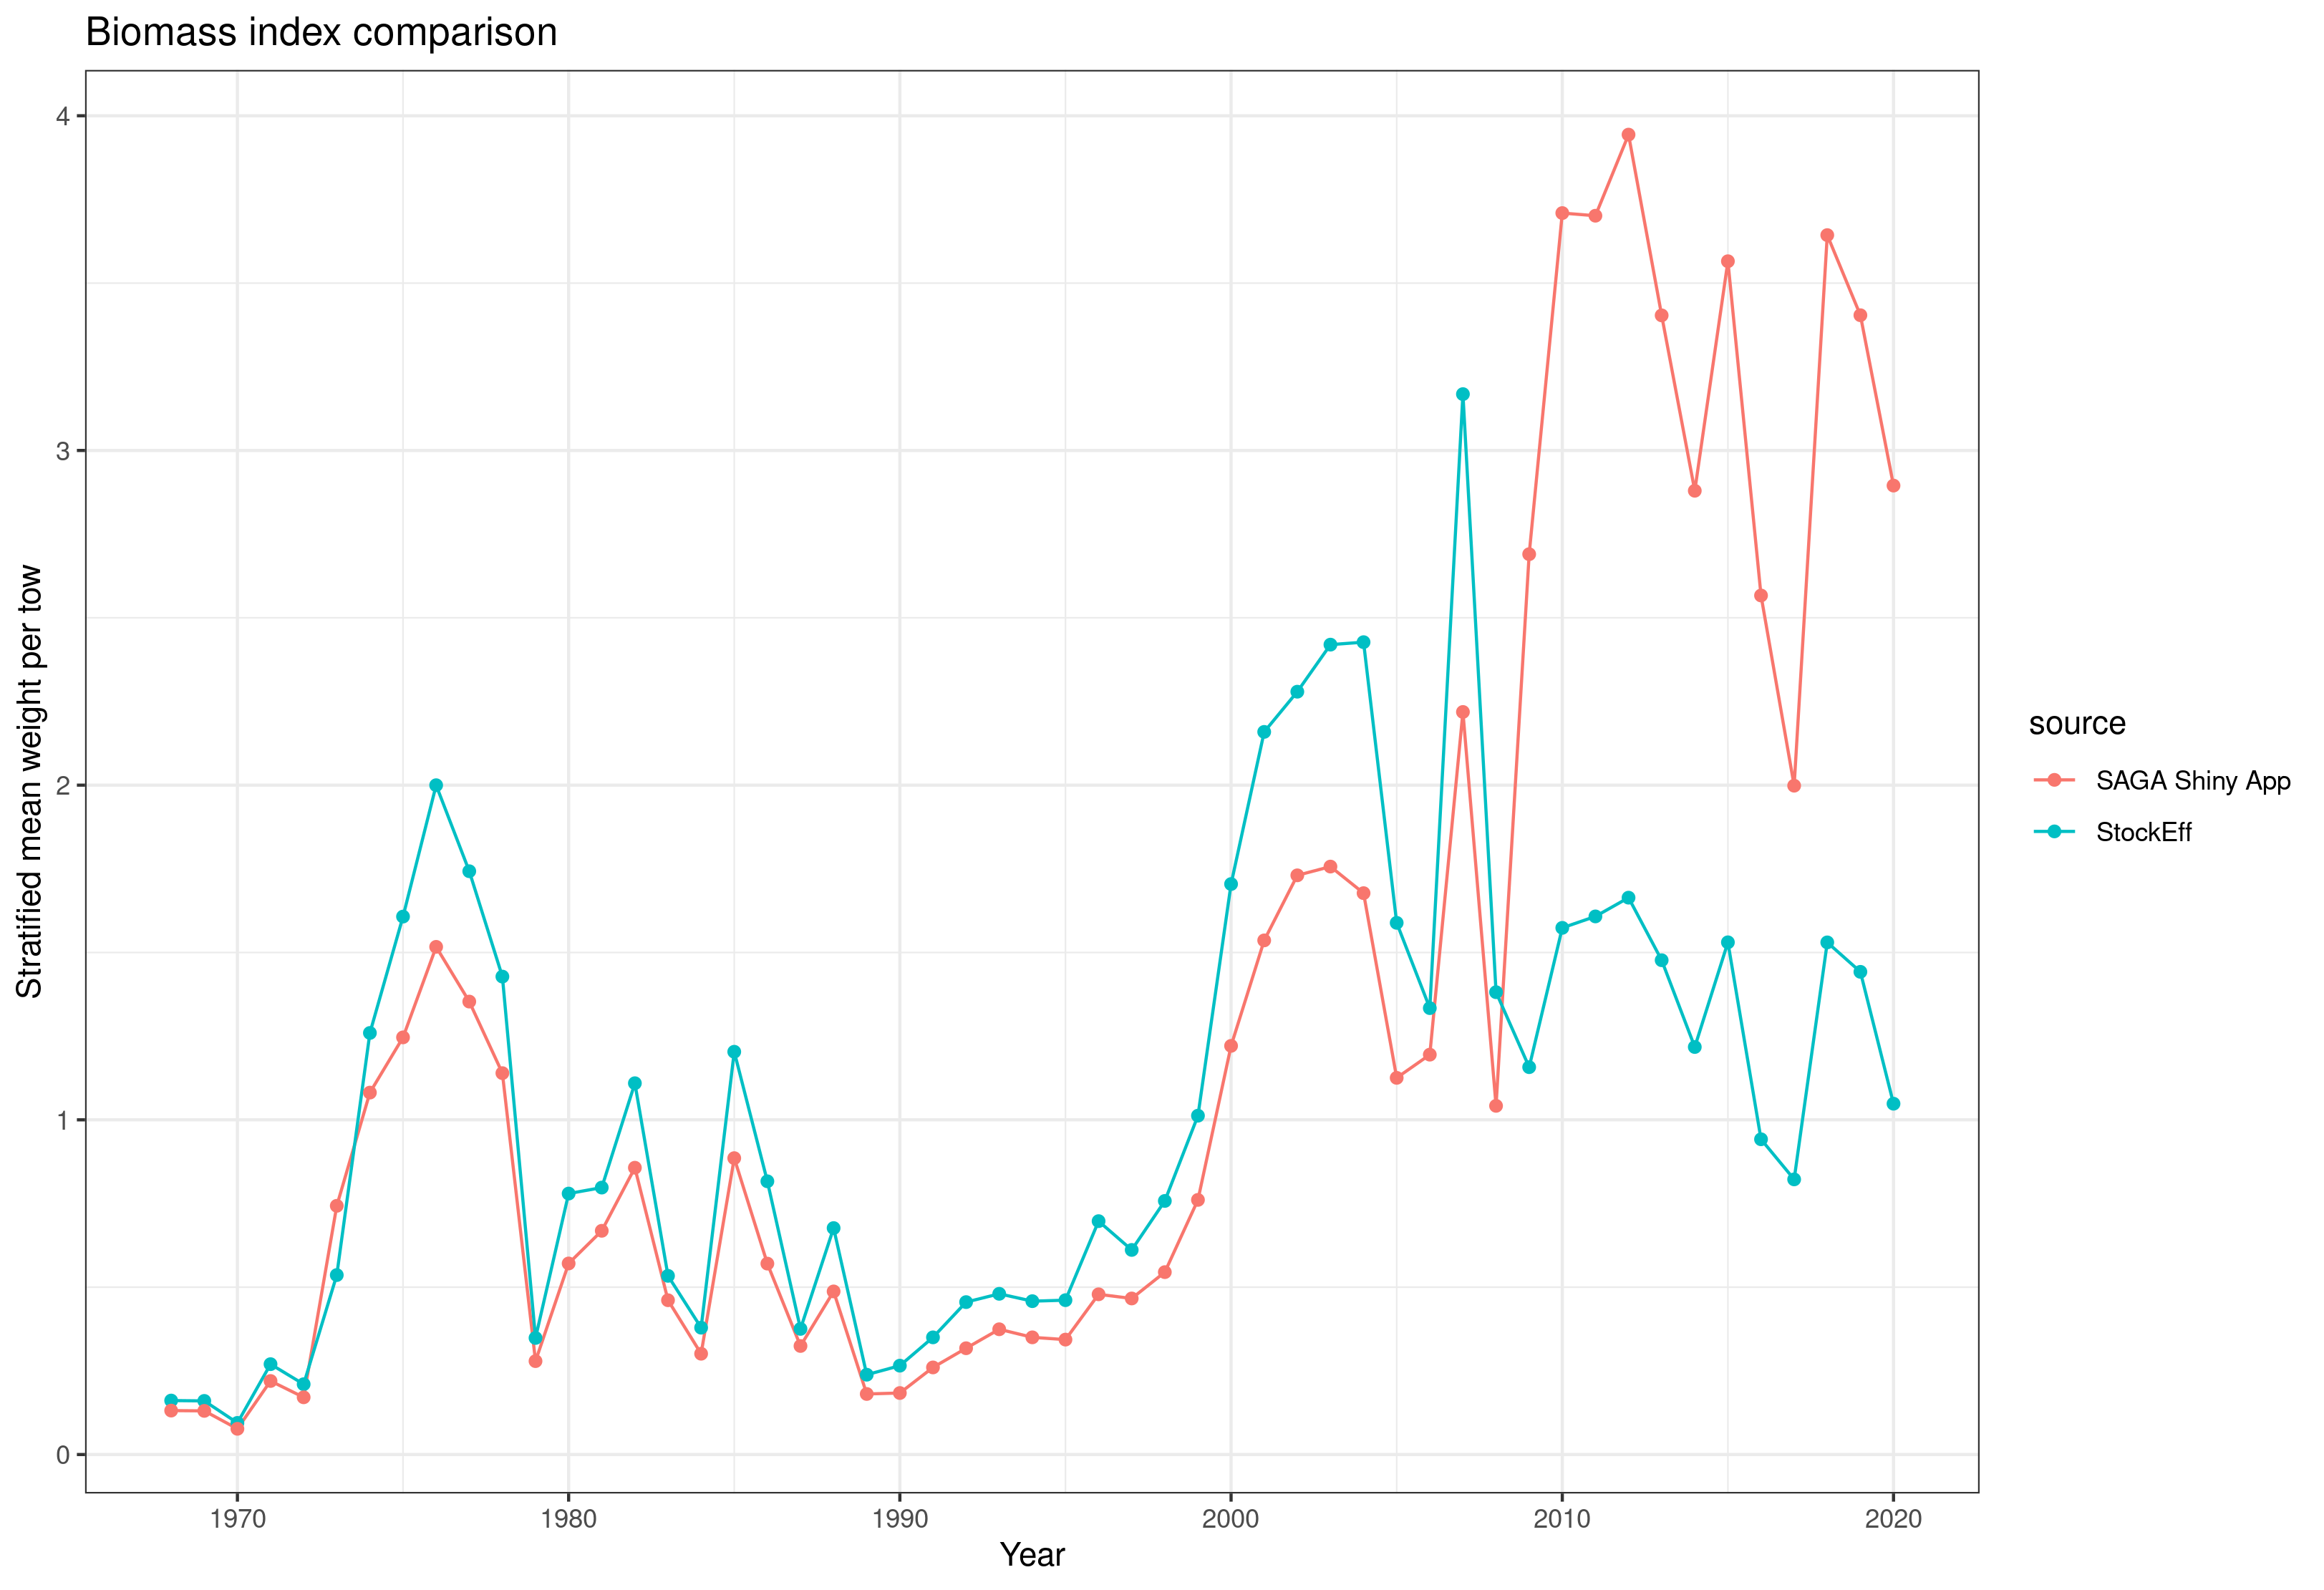 Biomass index comparison
Stratified mean weight per tow
4
3
2
1
0
1970 1980 1990 2000 2010 2020
Year
source
SAGA Shiny App
StockEff